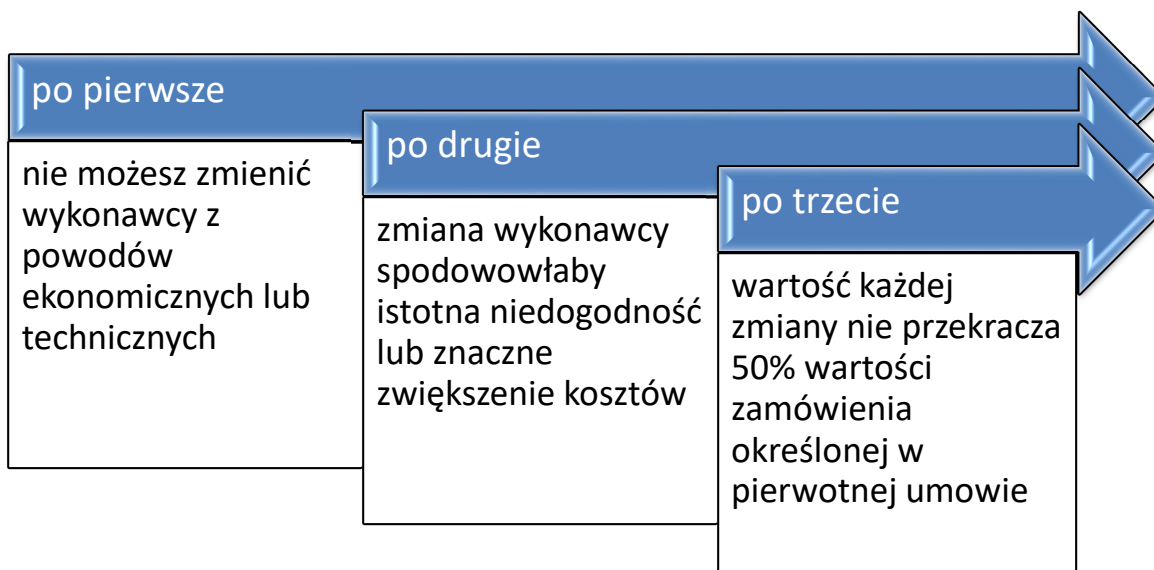 po pierwsze
nie możesz zmienić
wykonawcy z
powodów
ekonomicznych lub
technicznych
po drugie
zmiana wykonawcy
spodowowłaby
istotna niedogodność
lub znaczne
zwiększenie kosztów
po trzecie
wartość każdej
zmiany nie przekracza
50% wartości
zamówienia
określonej w
pierwotnej umowie